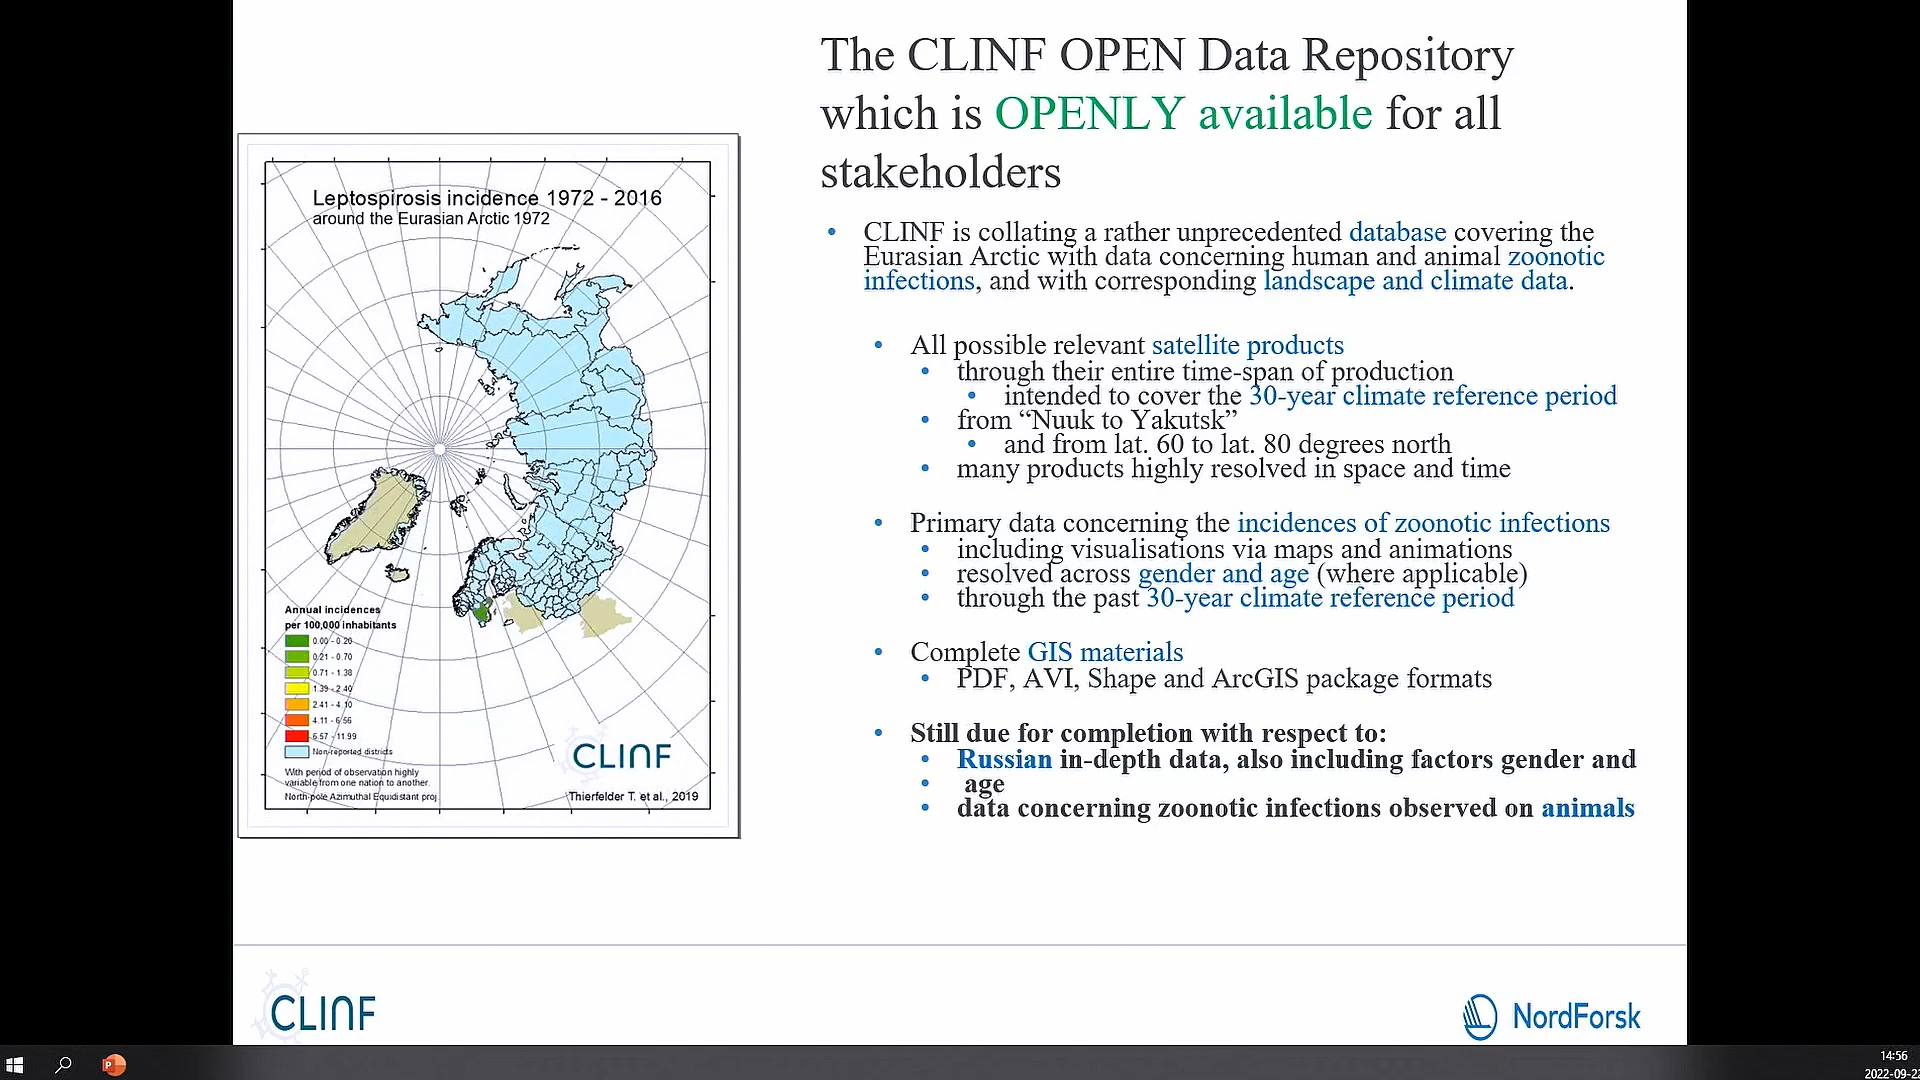 The CLINF OPEN Data Repository
which is OPENLY available for all
stakeholders
Leptospirosis incidence 1972 - 2016
around the Eurasian Arctic 1972
Annual incidences
per 100,000 inhabitants
0.00 - 0.20
0.21 - 0.70
0.71 - 1.38
1.39 - 2.40
2.41 - 4.10
4.11 - 6.56
6.57 - 11.99
Non-reported districts
With period of observation highly
variable from one nation to another.
North-pole Azimuthal Equidistant proj.
CLINF
Thierfelder T. et al., 2019
• CLINF is collating a rather unprecedented database covering the
Eurasian Arctic with data concerning human and animal zoonotic
infections, and with corresponding landscape and climate data.
• All possible relevant satellite products
• through their entire time-span of production
• intended to cover the 30-year climate reference period
• from “Nuuk to Yakutsk”
• and from lat. 60 to lat. 80 degrees north
• many products highly resolved in space and time
• Primary data concerning the incidences of zoonotic infections
• including visualisations via maps and animations
• resolved across gender and age (where applicable)
• through the past 30-year climate reference period
• Complete GIS materials
• PDF, AVI, Shape and ArcGIS package formats
• Still due for completion with respect to:
• Russian in-depth data, also including factors gender and
• age
• data concerning zoonotic infections observed on animals
CLINF
NordForsk
14:56
2022-09-22